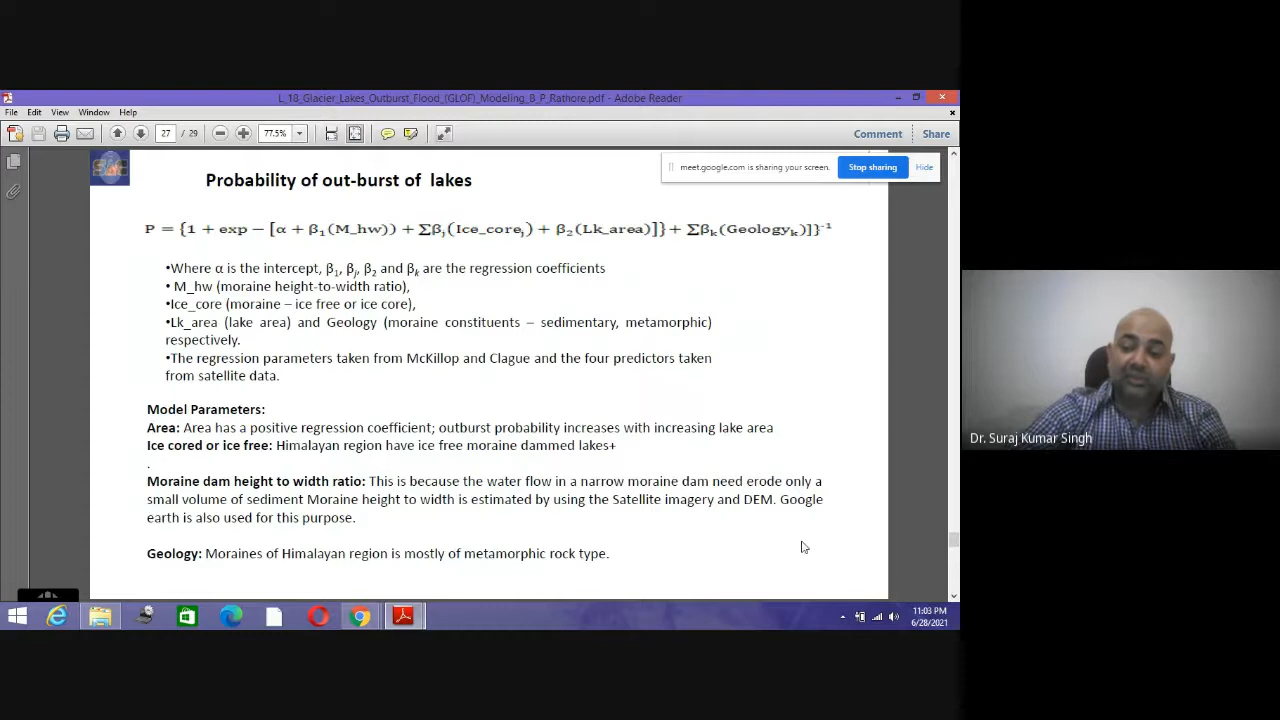 L_18_Glacier_Lakes_Outburst_Flood_(GLOF)_Modeling_B_P_Rathore.pdf - Adobe Reader
File Edit View Window Help
27 / 29 77.5% Comment Share
meet.google.com is sharing your screen. Stop sharing Hide
Probability of out-burst of lakes
P = {1 + exp − [α + β₁(M_hw)) + Σβⱼ(Ice_coreⱼ) + β₂(Lk_area)]} + Σβₖ(Geologyₖ)]}⁻¹
•Where α is the intercept, β₁, βⱼ, β₂ and βₖ are the regression coefficients
• M_hw (moraine height-to-width ratio),
•Ice_core (moraine – ice free or ice core),
•Lk_area (lake area) and Geology (moraine constituents – sedimentary, metamorphic)
respectively.
•The regression parameters taken from McKillop and Clague and the four predictors taken
from satellite data.
Model Parameters:
Area: Area has a positive regression coefficient; outburst probability increases with increasing lake area
Ice cored or ice free: Himalayan region have ice free moraine dammed lakes+
.
Moraine dam height to width ratio: This is because the water flow in a narrow moraine dam need erode only a
small volume of sediment Moraine height to width is estimated by using the Satellite imagery and DEM. Google
earth is also used for this purpose.
Geology: Moraines of Himalayan region is mostly of metamorphic rock type.
Dr. Suraj Kumar Singh
11:03 PM
6/28/2021